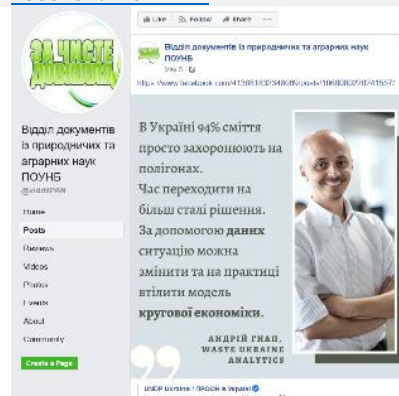 ЗА ЧИСТЕ
ДОВКІЛЛЯ
Відділ документів
із природничих та
аграрних наук
ПОУНБ
Home
Posts
Reviews
Videos
Photos
Events
About
Community
Create a Page
Like Follow Share ...
Відділ документів із природничих та аграрних наук
ПОУНБ
May 5
В Україні 94% сміття
просто захоронюють на
полігонах.
Час переходити на
більш сталі рішення.
За допомогою даних
ситуацію можна
змінити та на практиці
втілити модель
кругової економіки.
АНДРІЙ ГНАП,
WASTE UKRAINE
ANALYTICS
UNDP Ukraine / ПРООН в Україні